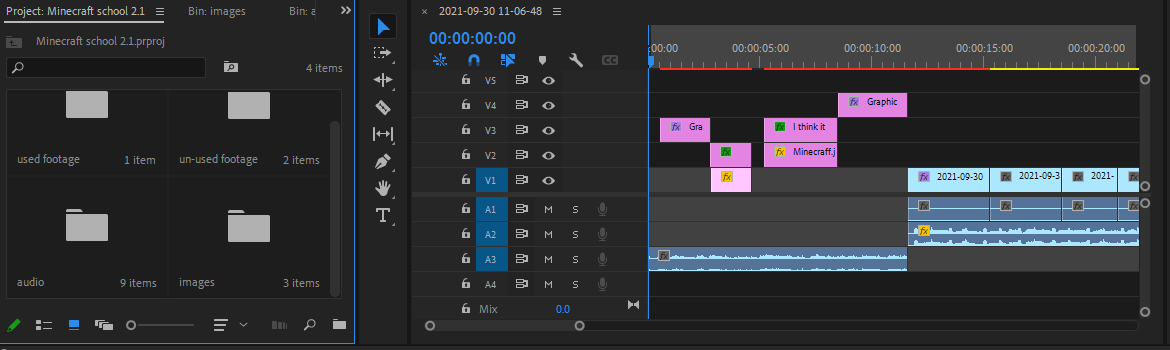 Project: Minecraft school 2.1
Bin: images
Bin: a
Minecraft school 2.1.prproj
4 items
used footage
1 item
un-used footage
2 items
audio
9 items
images
3 items
2021-09-30 11-06-48
00:00:00:00
:00:00
00:00:05:00
00:00:10:00
00:00:15:00
00:00:20:00
V5
V4
fx Graphic
V3
fx Gra
fx I think it
V2
fx
fx Minecraff.j
V1
fx
fx 2021-09-30
fx 2021-09-3
fx 2021-
fx
A1 M S
fx fx fx fx
A2 M S
fx
A3 M S
fx
A4 M S
Mix
0.0